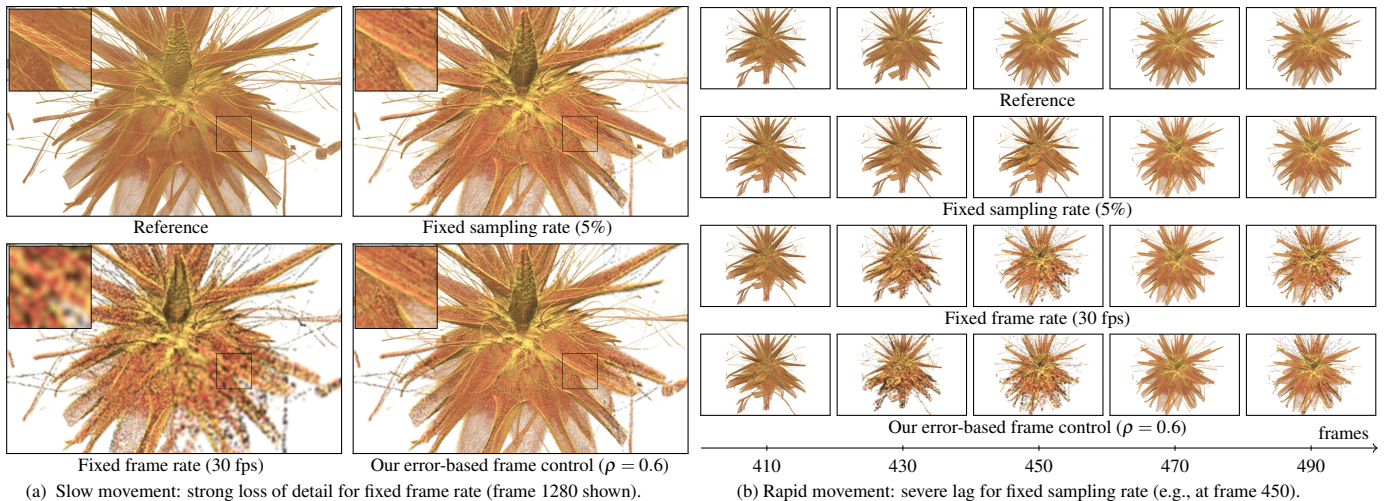 Reference
Fixed sampling rate (5%)
Fixed frame rate (30 fps)
Our error-based frame control (ρ = 0.6)
(a) Slow movement: strong loss of detail for fixed frame rate (frame 1280 shown).
Reference
Fixed sampling rate (5%)
Fixed frame rate (30 fps)
Our error-based frame control (ρ = 0.6)
frames
410 430 450 470 490
(b) Rapid movement: severe lag for fixed sampling rate (e.g., at frame 450).